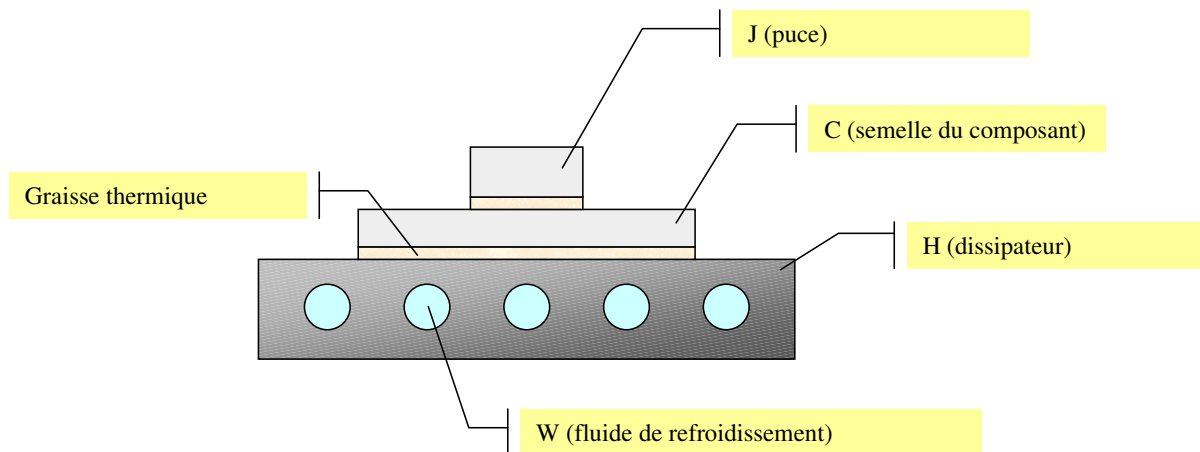 J (puce)
C (semelle du composant)
Graisse thermique
H (dissipateur)
W (fluide de refroidissement)